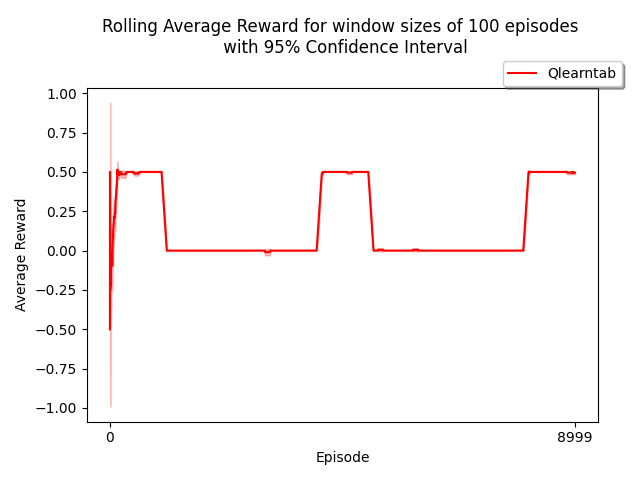 Rolling Average Reward for window sizes of 100 episodes
with 95% Confidence Interval
Qlearntab
1.00
0.75
0.50
0.25
0.00
−0.25
−0.50
−0.75
−1.00
Average Reward
0
8999
Episode